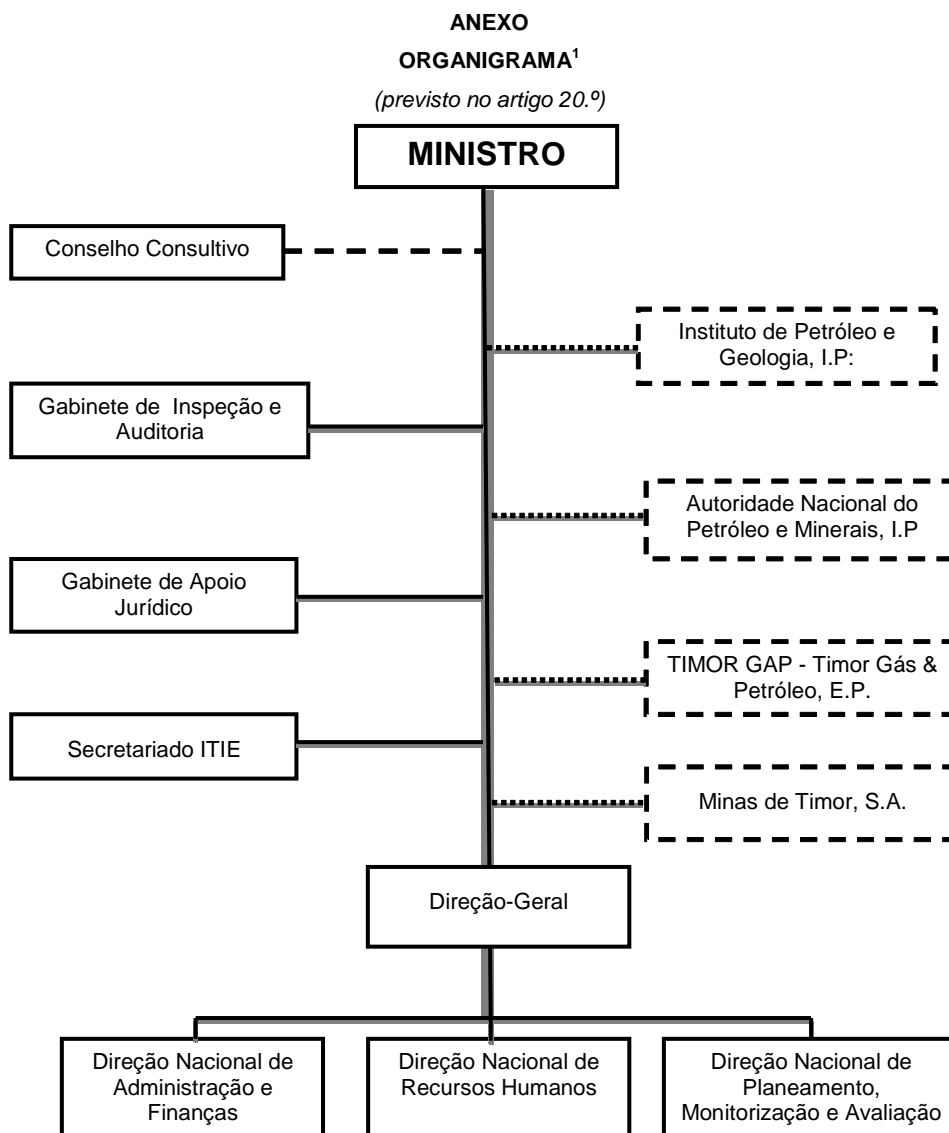 ANEXO
ORGANIGRAMA¹
(previsto no artigo 20.º)
MINISTRO
Conselho Consultivo
Instituto de Petróleo e
Geologia, I.P:
Gabinete de Inspeção e
Auditoria
Autoridade Nacional do
Petróleo e Minerais, I.P
Gabinete de Apoio
Jurídico
TIMOR GAP - Timor Gás &
Petróleo, E.P.
Secretariado ITIE
Minas de Timor, S.A.
Direção-Geral
Direção Nacional de
Administração e
Finanças
Direção Nacional de
Recursos Humanos
Direção Nacional de
Planeamento,
Monitorização e Avaliação